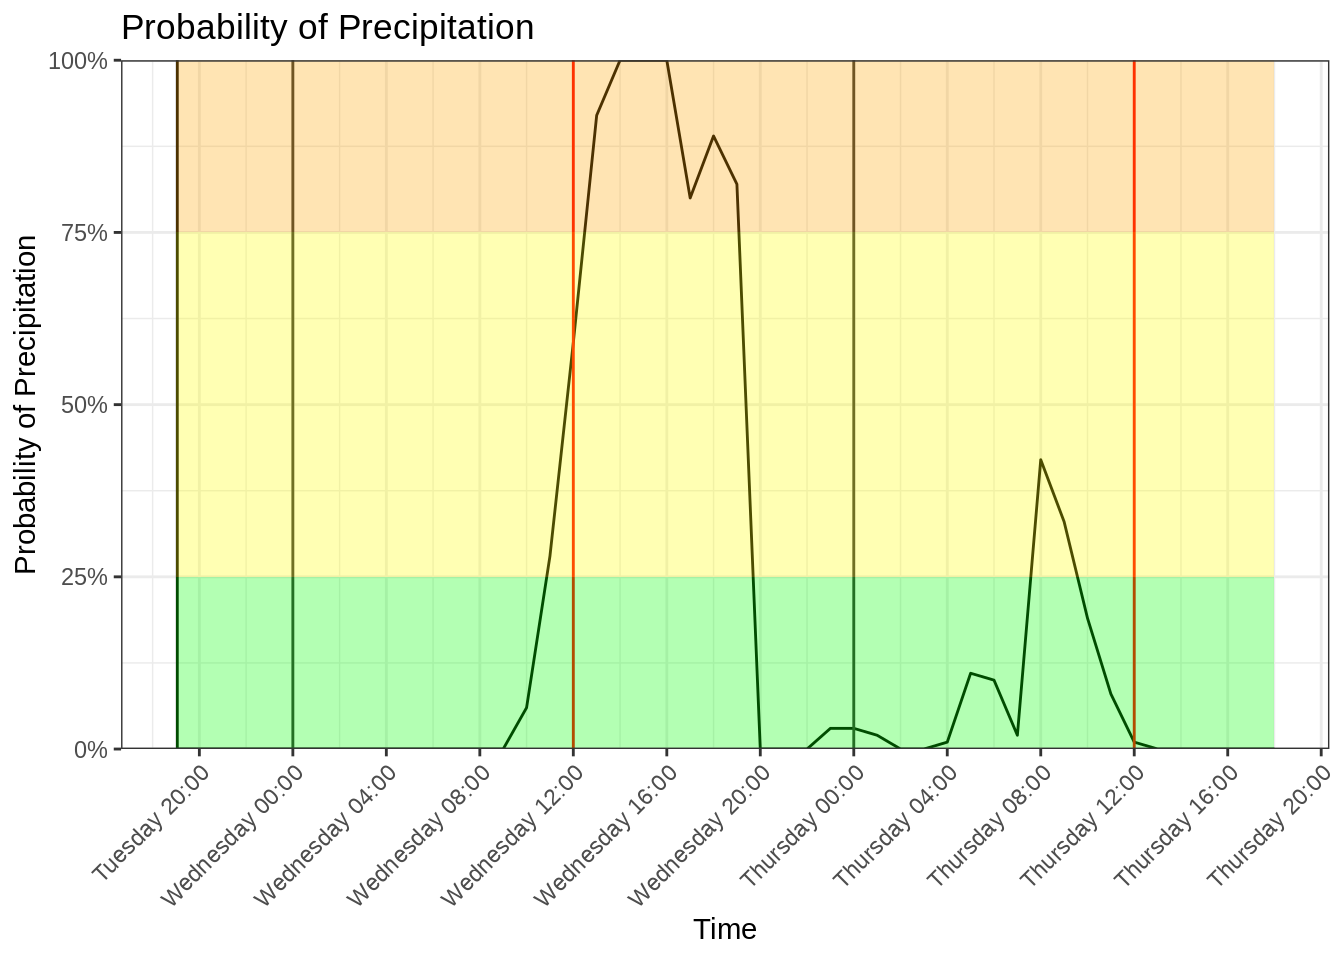 Probability of Precipitation
Probability of Precipitation
100%
75%
50%
25%
0%
Tuesday 20:00
Wednesday 00:00
Wednesday 04:00
Wednesday 08:00
Wednesday 12:00
Wednesday 16:00
Wednesday 20:00
Thursday 00:00
Thursday 04:00
Thursday 08:00
Thursday 12:00
Thursday 16:00
Thursday 20:00
Time